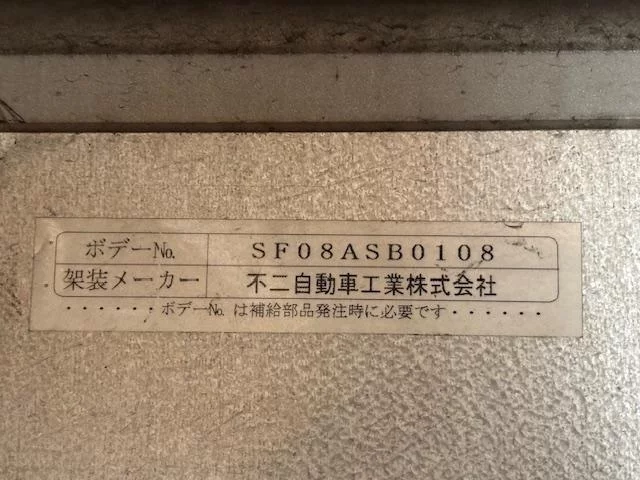 ボデー№ SF08ASB0108
架装メーカー 不二自動車工業株式会社
・・・・・・ボデー№ は補給部品発注時に必要です・・・・・・